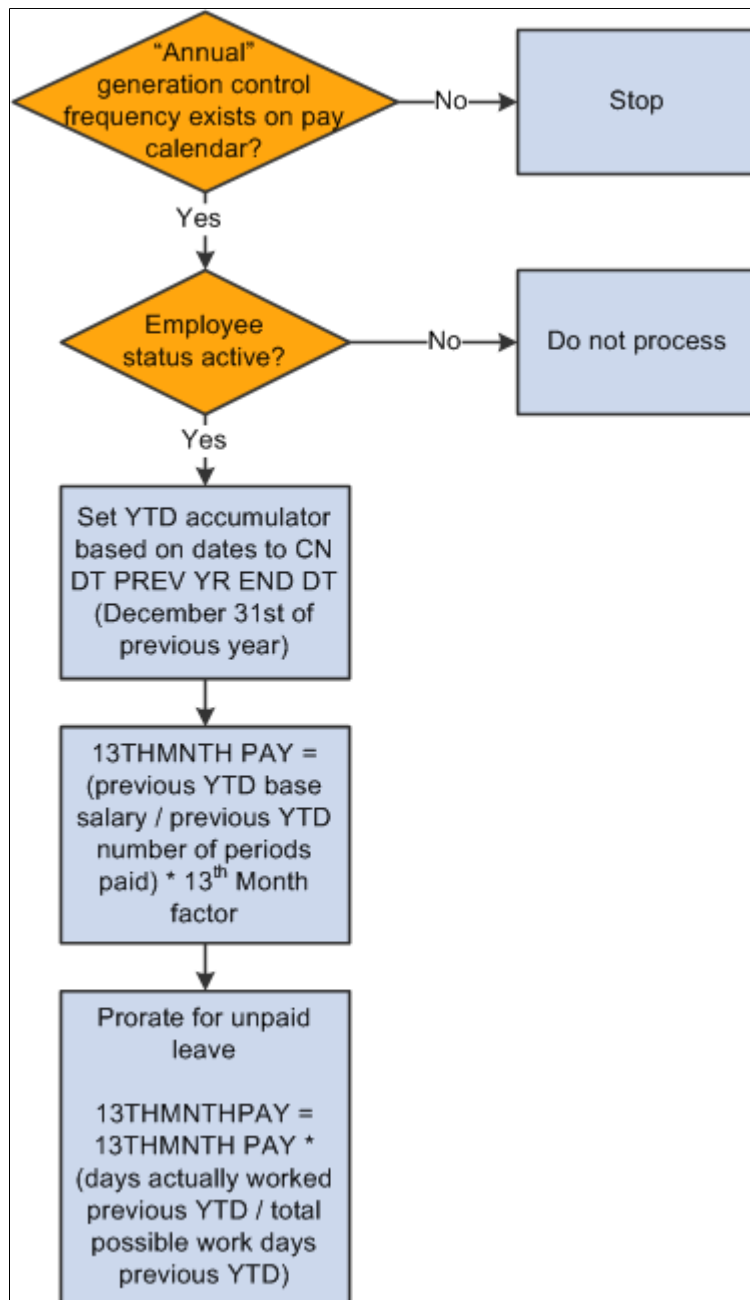 “Annual”
generation control
frequency exists on pay
calendar?
No
Stop
Yes
Employee
status active?
No
Do not process
Yes
Set YTD accumulator
based on dates to CN
DT PREV YR END DT
(December 31st of
previous year)
13THMNTH PAY =
(previous YTD base
salary / previous YTD
number of periods
paid) * 13th Month
factor
Prorate for unpaid
leave
13THMNTHPAY =
13THMNTH PAY *
(days actually worked
previous YTD / total
possible work days
previous YTD)